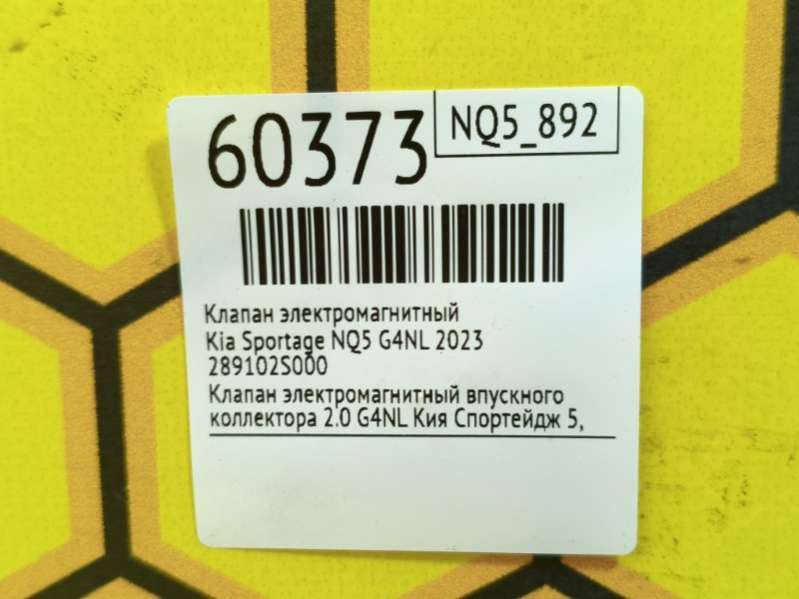 60373
NQ5_892
Клапан электромагнитный
Kia Sportage NQ5 G4NL 2023
289102S000
Клапан электромагнитный впускного
коллектора 2.0 G4NL Кия Спортейдж 5,